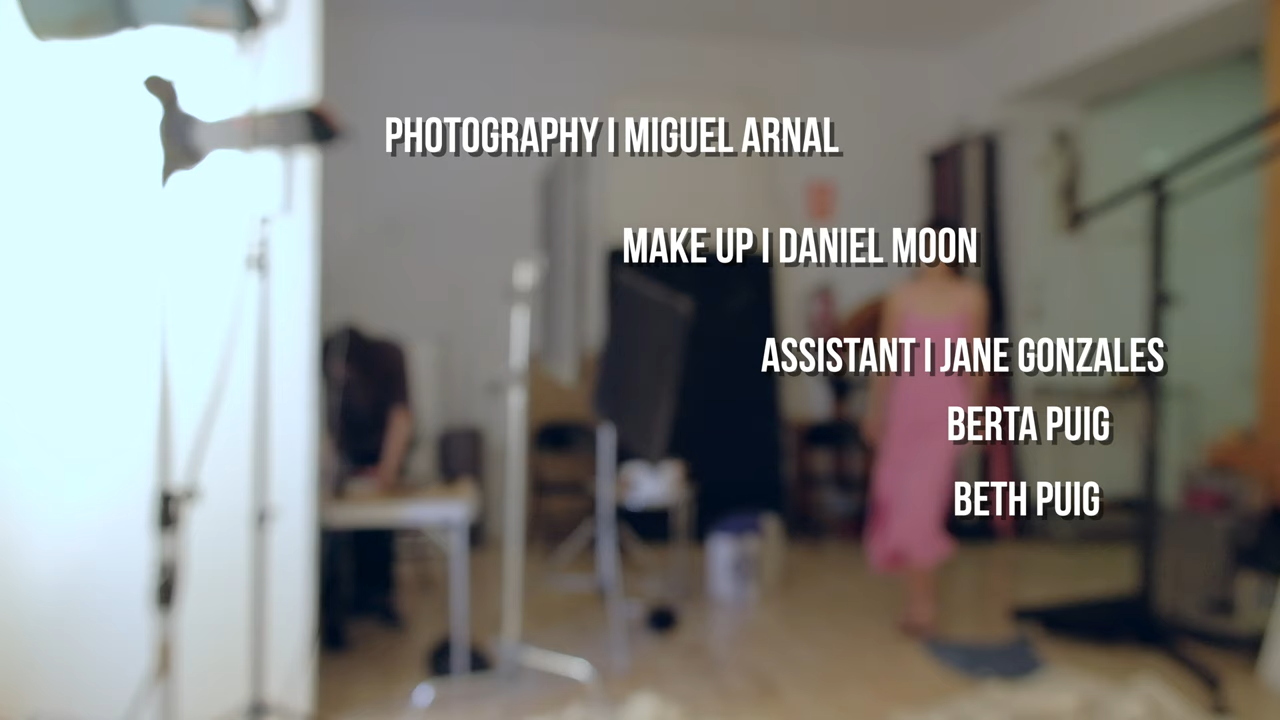 PHOTOGRAPHY I MIGUEL ARNAL
MAKE UP I DANIEL MOON
ASSISTANT I JANE GONZALES
BERTA PUIG
BETH PUIG